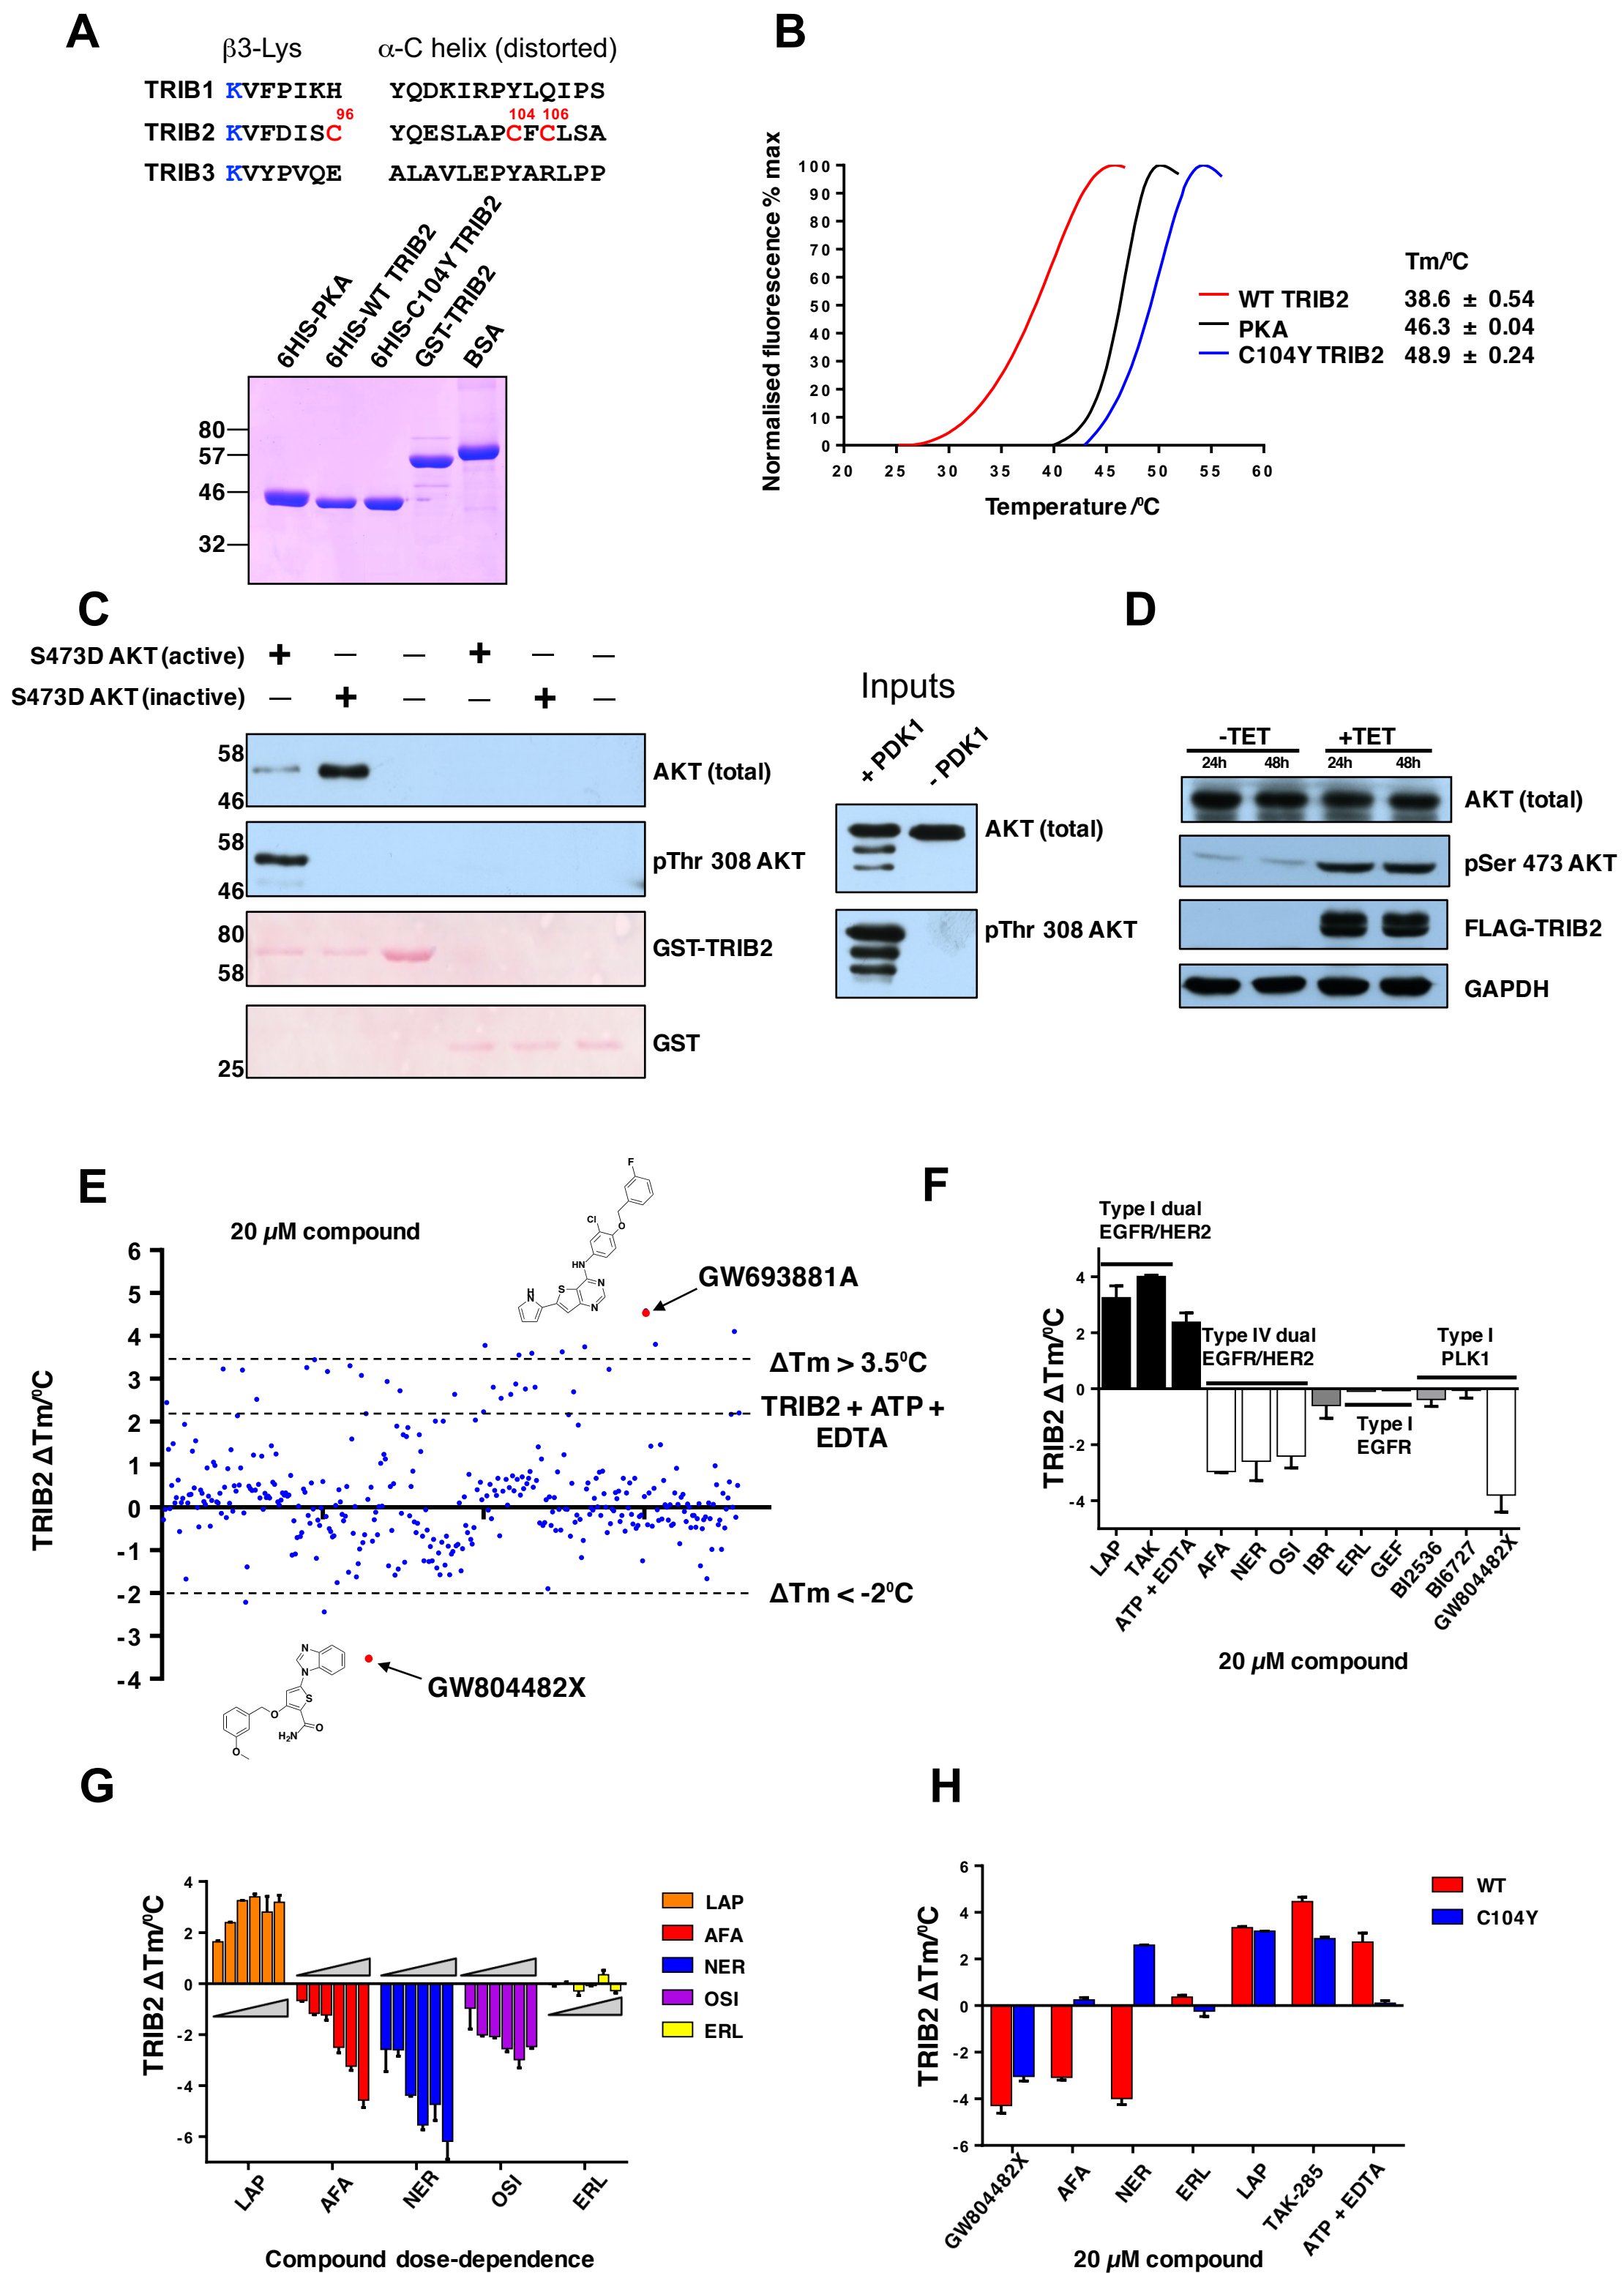 A
β3-Lys
α-C helix (distorted)
TRIB1 KVFPIKH YQDKIRPYLQIPS
96 104 106
TRIB2 KVFDISC YQESLAPCFCLSA
TRIB3 KVYPVQE ALAVLEPYARLPP
6HIS-PKA
6HIS-WT TRIB2
6HIS-C104Y TRIB2
GST-TRIB2
BSA
80
57
46
32
B
Normalised fluorescence % max
100
90
80
70
60
50
40
30
20
10
0
20 25 30 35 40 45 50 55 60
Temperature /⁰C
Tm/⁰C
WT TRIB2 38.6 ± 0.54
PKA 46.3 ± 0.04
C104Y TRIB2 48.9 ± 0.24
C
S473D AKT (active) + — — + — —
S473D AKT (inactive) — + — — + —
58
46
AKT (total)
58
46
pThr 308 AKT
80
58
GST-TRIB2
25
GST
Inputs
+ PDK1
- PDK1
AKT (total)
pThr 308 AKT
D
-TET +TET
24h 48h 24h 48h
AKT (total)
pSer 473 AKT
FLAG-TRIB2
GAPDH
E
20 µM compound
TRIB2 ΔTm/⁰C
6
5
4
3
2
1
0
-1
-2
-3
-4
F
Cl
O
HN
S
N
N
H
N
GW693881A
ΔTm > 3.5⁰C
TRIB2 + ATP +
EDTA
ΔTm < -2⁰C
N
N
S
O
O
H₂N
O
GW804482X
F
TRIB2 ΔTm/⁰C
4
2
0
-2
-4
Type I dual
EGFR/HER2
Type IV dual
EGFR/HER2
Type I
EGFR
Type I
PLK1
LAP
TAK
ATP + EDTA
AFA
NER
OSI
IBR
ERL
GEF
BI2536
BI6727
GW804482X
20 µM compound
G
TRIB2 ΔTm/⁰C
4
2
0
-2
-4
-6
LAP
AFA
NER
OSI
ERL
LAP
AFA
NER
OSI
ERL
Compound dose-dependence
H
TRIB2 ΔTm/⁰C
6
4
2
0
-2
-4
-6
WT
C104Y
GW804482X
AFA
NER
ERL
LAP
TAK-285
ATP + EDTA
20 µM compound